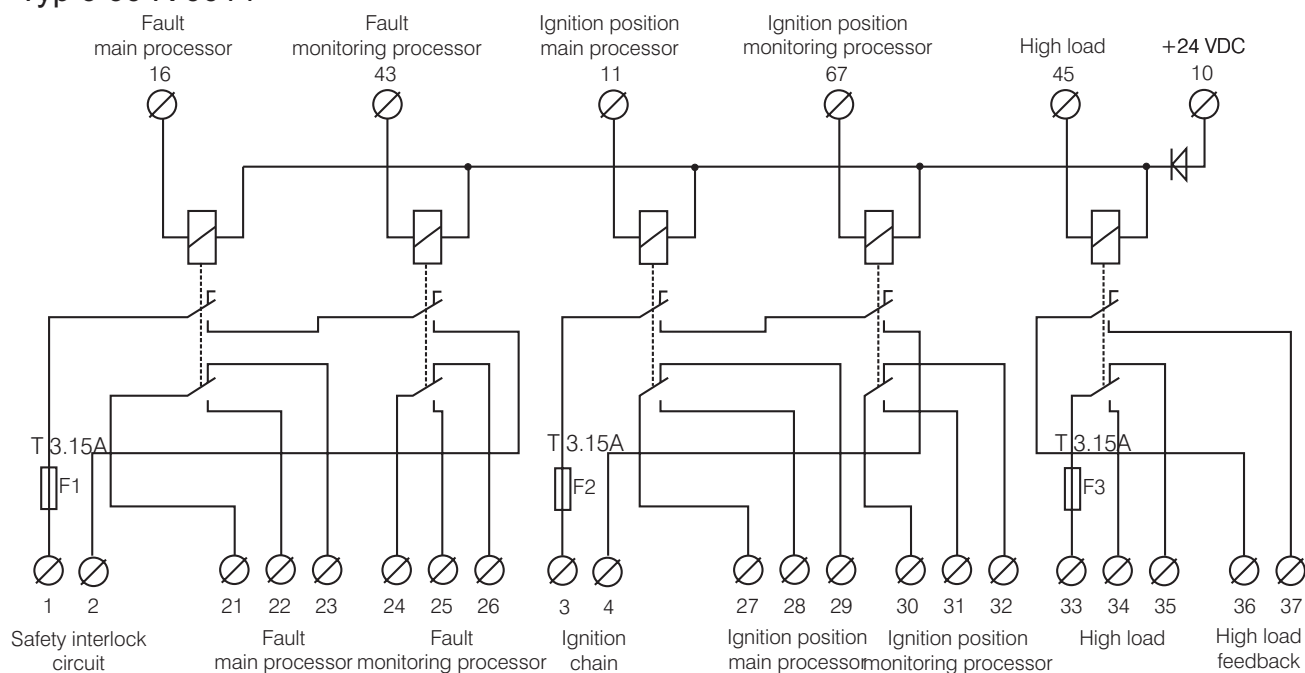 Fault
main processor
16
Fault
monitoring processor
43
Ignition position
main processor
11
Ignition position
monitoring processor
67
High load
45
+24 VDC
10
T 3.15A
F1
T 3.15A
F2
T 3.15A
F3
1 2 21 22 23 24 25 26 3 4 27 28 29 30 31 32 33 34 35 36 37
Safety interlock
circuit
Fault
main processor
Fault
monitoring processor
Ignition
chain
Ignition position
main processor
Ignition position
monitoring processor
High load
High load
feedback